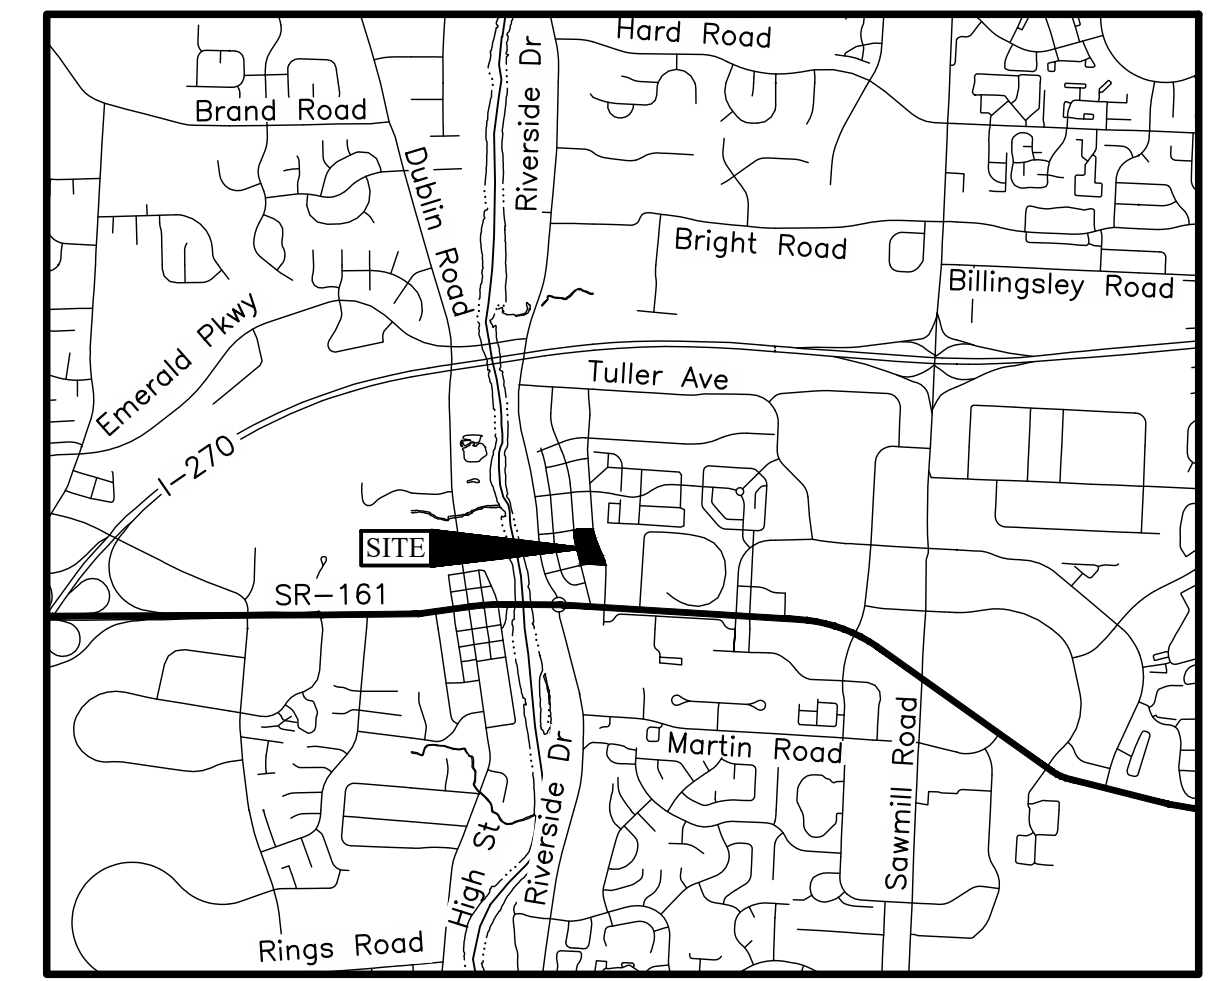 Hard Road
Riverside Dr
Brand Road
Dublin Road
Bright Road
Billingsley Road
Emerald Pkwy
Tuller Ave
I-270
SITE
SR-161
Martin Road
Sawmill Road
Riverside Dr
High St
Rings Road